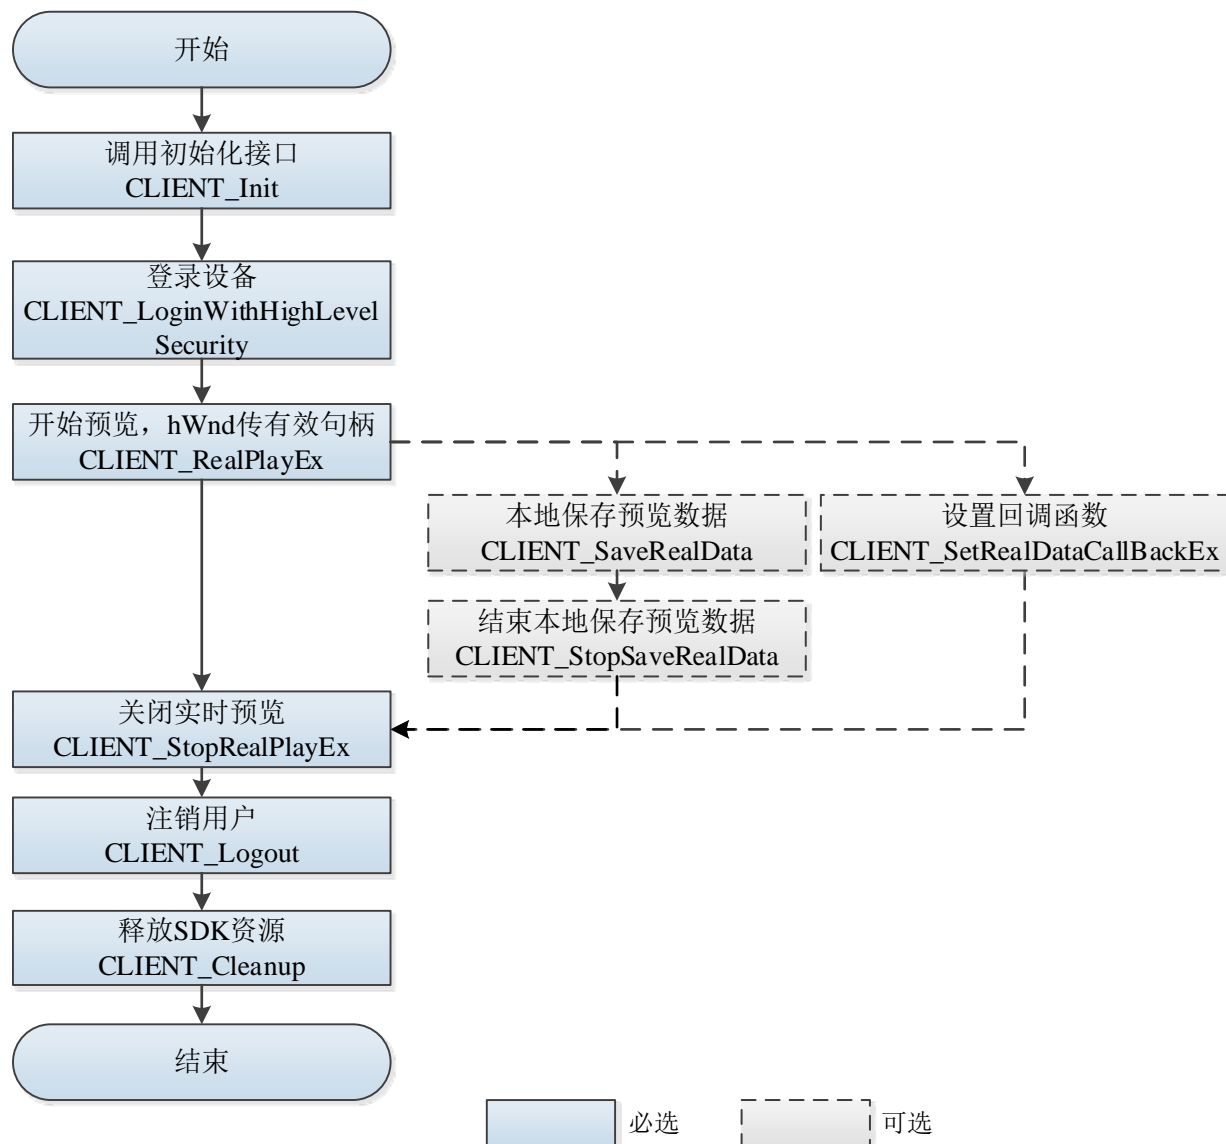 开始
调用初始化接口
CLIENT_Init
登录设备
CLIENT_LoginWithHighLevel
Security
开始预览，hWnd传有效句柄
CLIENT_RealPlayEx
本地保存预览数据
CLIENT_SaveRealData
设置回调函数
CLIENT_SetRealDataCallBackEx
结束本地保存预览数据
CLIENT_StopSaveRealData
关闭实时预览
CLIENT_StopRealPlayEx
注销用户
CLIENT_Logout
释放SDK资源
CLIENT_Cleanup
结束
必选
可选